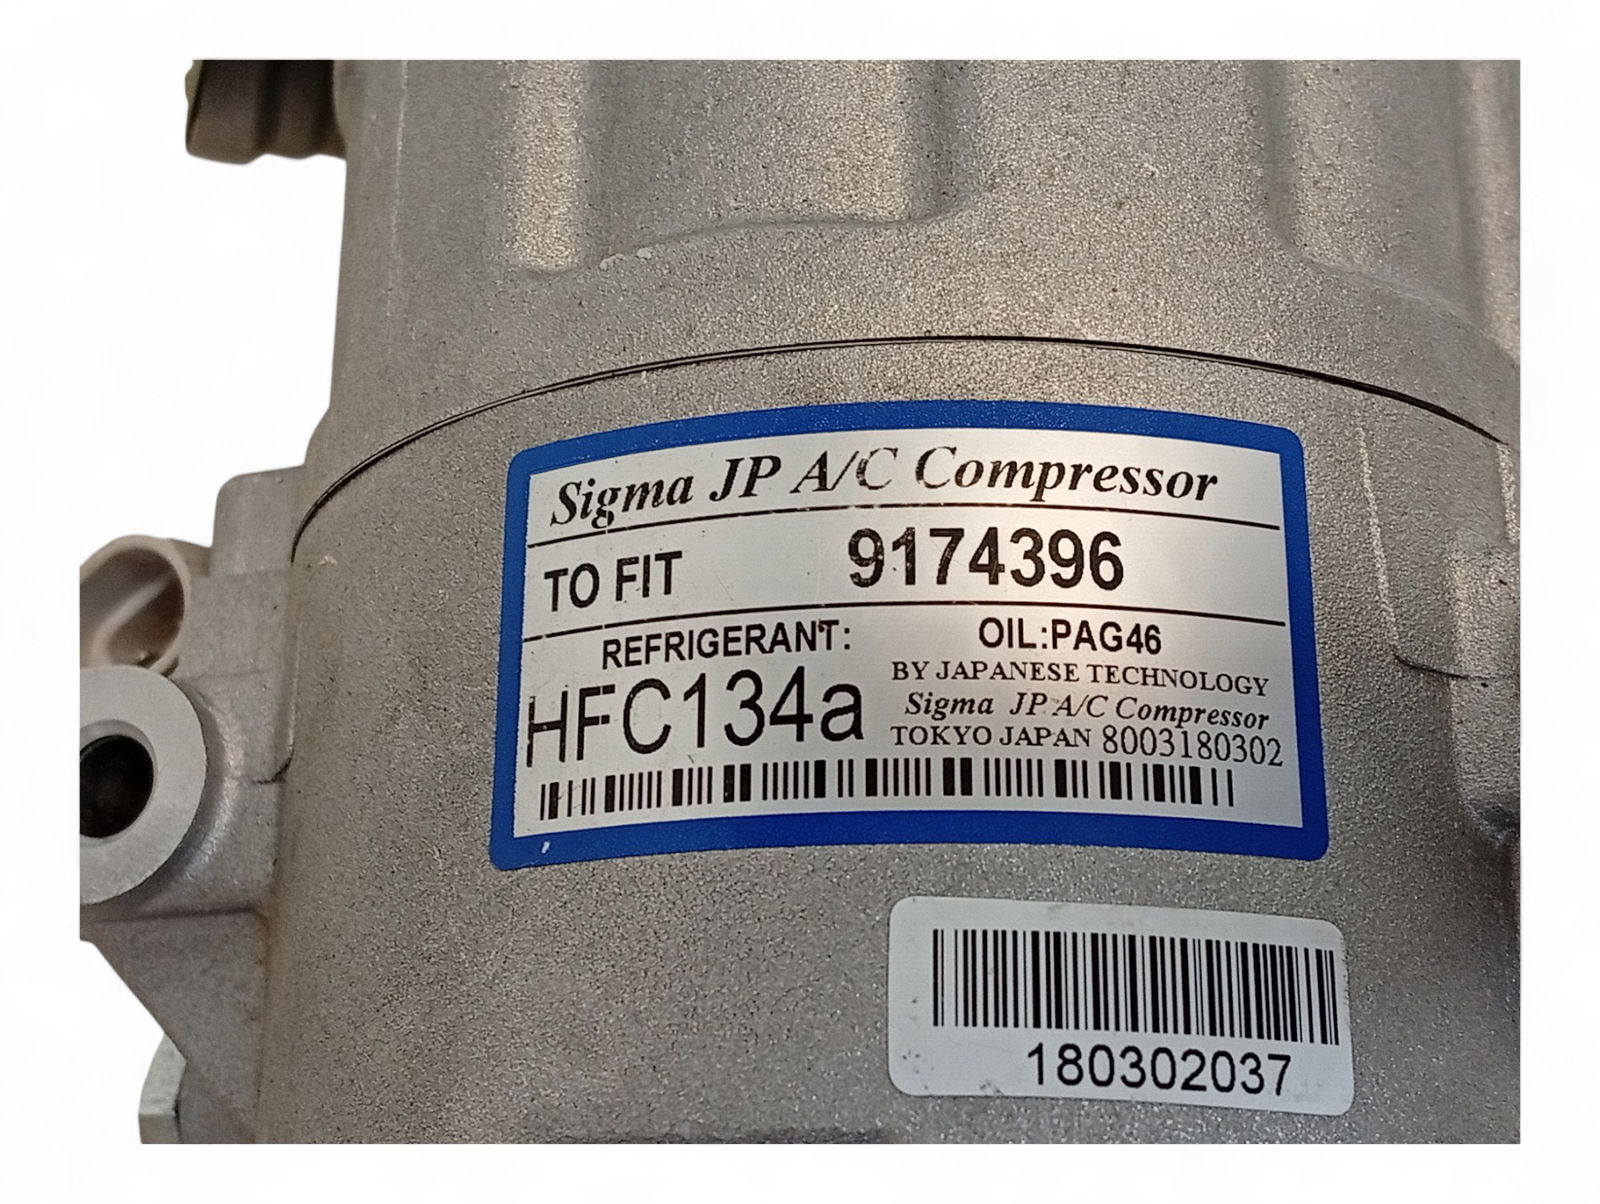 Sigma JP A/C Compressor
TO FIT 9174396
REFRIGERANT: OIL:PAG46
HFC134a
BY JAPANESE TECHNOLOGY
Sigma JP A/C Compressor
TOKYO JAPAN 8003180302
180302037